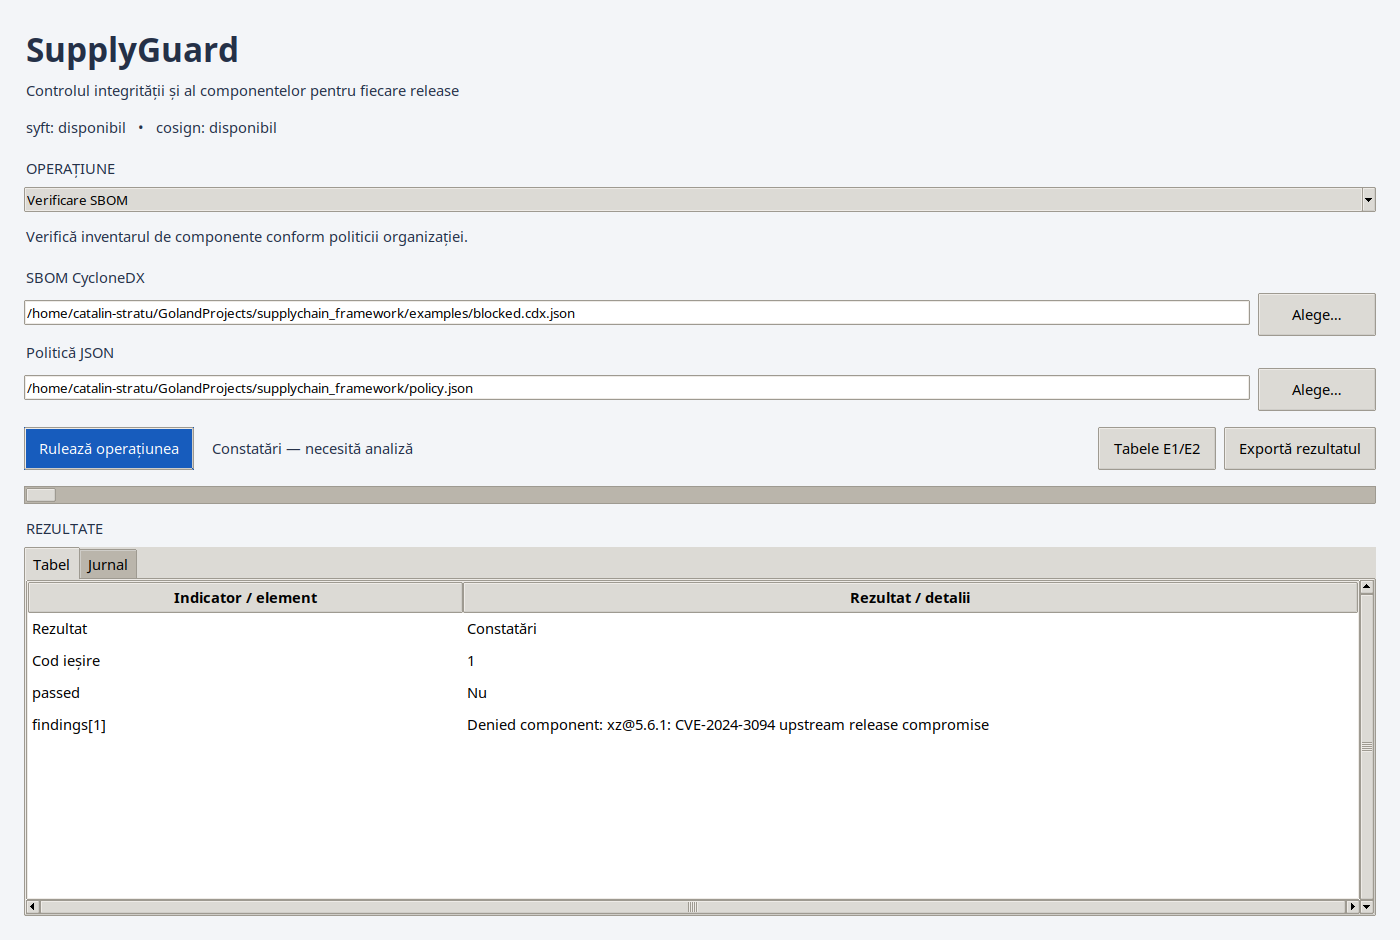 SupplyGuard
Controlul integrității și al componentelor pentru fiecare release
syft: disponibil • cosign: disponibil
OPERAȚIUNE
Verificare SBOM
Verifică inventarul de componente conform politicii organizației.
SBOM CycloneDX
/home/catalin-stratu/GolandProjects/supplychain_framework/examples/blocked.cdx.json
Alege...
Politică JSON
/home/catalin-stratu/GolandProjects/supplychain_framework/policy.json
Alege...
Rulează operațiunea Constatări — necesită analiză Tabele E1/E2 Exportă rezultatul
REZULTATE
Tabel Jurnal
Indicator / element Rezultat / detalii
Rezultat Constatări
Cod ieșire 1
passed Nu
findings[1] Denied component: xz@5.6.1: CVE-2024-3094 upstream release compromise